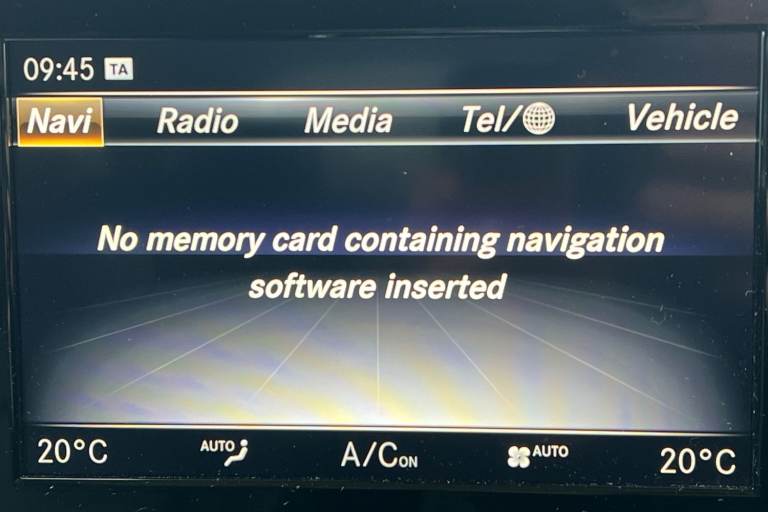 09:45 TA
Navi Radio Media Tel/ Vehicle
No memory card containing navigation
software inserted
20°C AUTO A/C ON AUTO 20°C